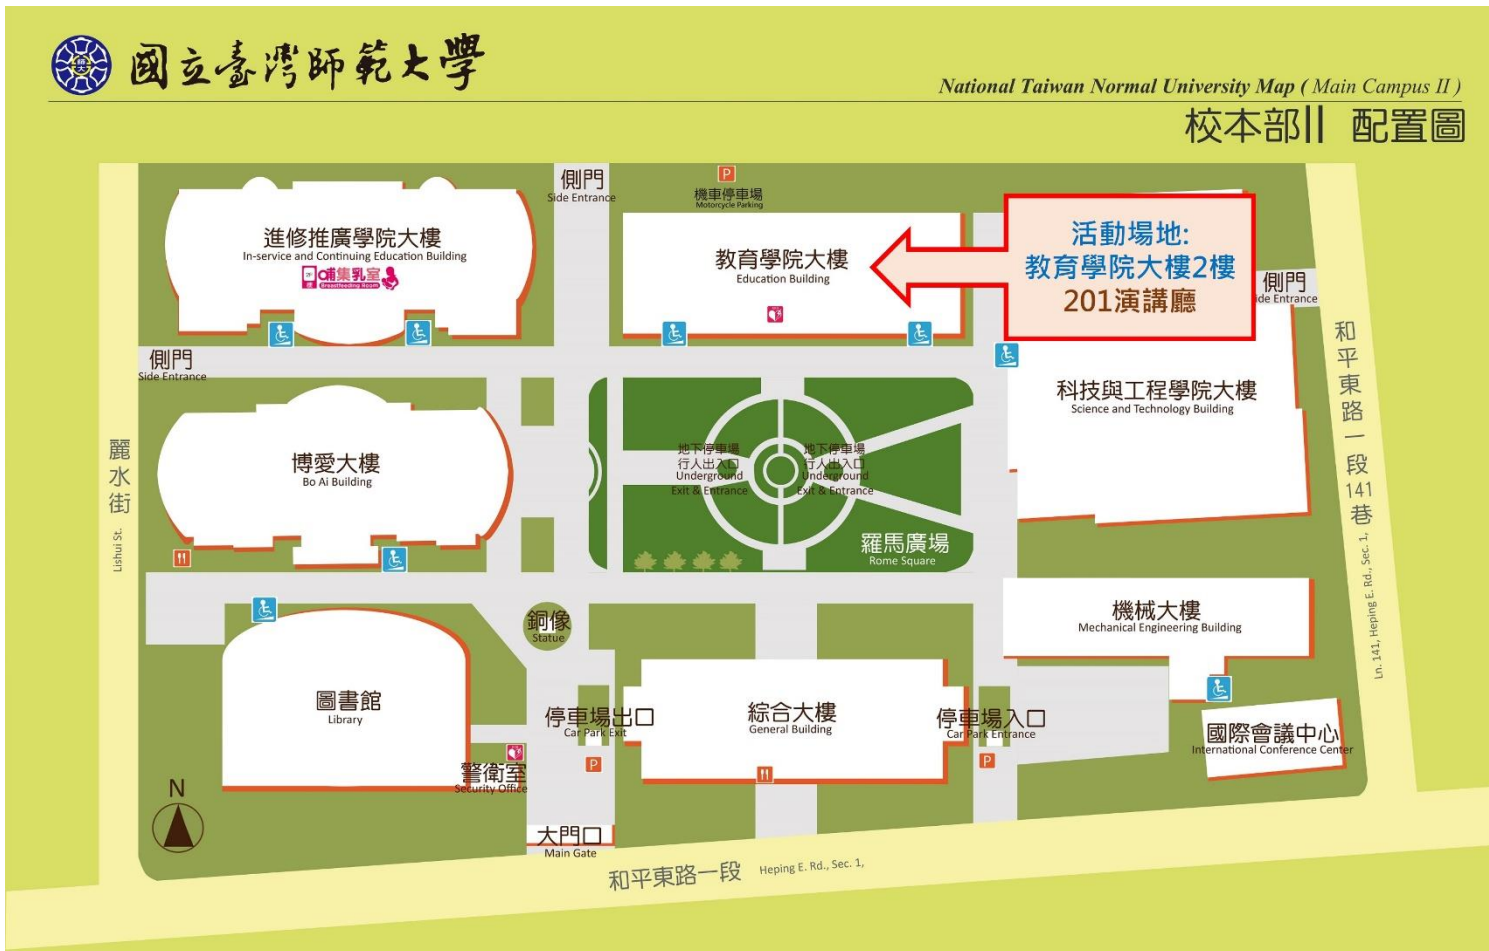 國立臺灣師範大學
National Taiwan Normal University Map ( Main Campus II )
校本部II 配置圖
側門
Side Entrance
P
機車停車場
Motorcycle Parking
進修推廣學院大樓
In-service and Continuing Education Building
哺集乳室
Breastfeeding Room
教育學院大樓
Education Building
活動場地:
教育學院大樓2樓
201演講廳
側門
ide Entrance
側門
Side Entrance
科技與工程學院大樓
Science and Technology Building
博愛大樓
Bo Ai Building
地下停車場
行人出入口
Underground
Exit & Entrance
地下停車場
行人出入口
Underground
Exit & Entrance
羅馬廣場
Rome Square
麗水街
Lishui St.
和平東路一段141巷
Ln. 141, Heping E. Rd., Sec. 1,
銅像
Statue
機械大樓
Mechanical Engineering Building
圖書館
Library
停車場出口
Car Park Exit
P
綜合大樓
General Building
停車場入口
Car Park Entrance
P
國際會議中心
International Conference Center
警衛室
Security Office
N
大門口
Main Gate
和平東路一段 Heping E. Rd., Sec. 1,